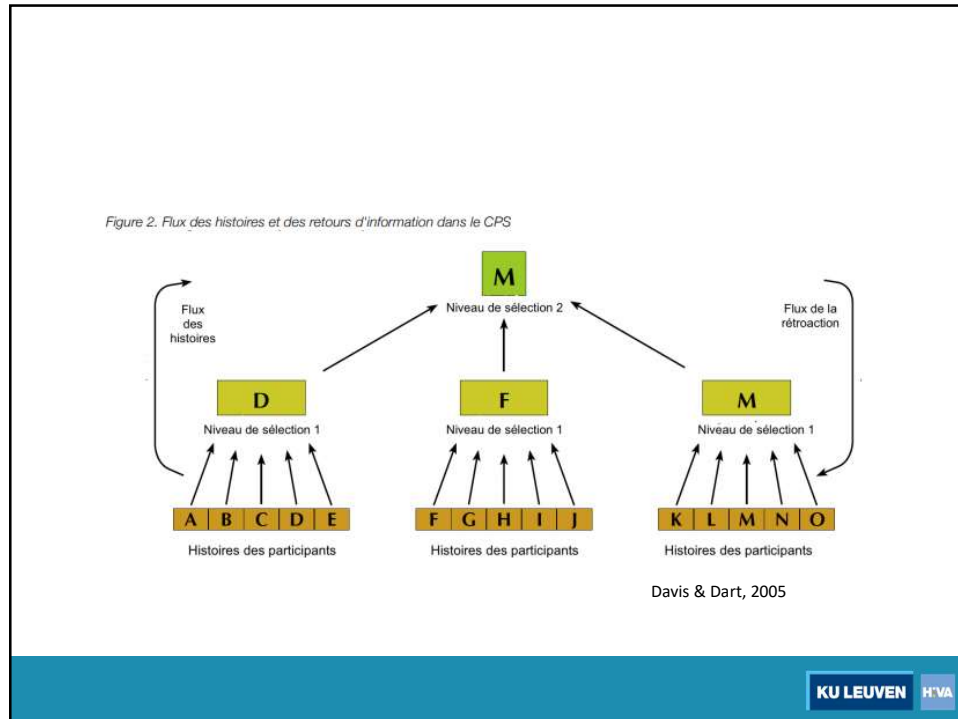 Figure 2. Flux des histoires et des retours d'information dans le CPS
M
Niveau de sélection 2
Flux
des
histoires
Flux de la
rétroaction
D
F
M
Niveau de sélection 1
Niveau de sélection 1
Niveau de sélection 1
A B C D E
F G H I J
K L M N O
Histoires des participants
Histoires des participants
Histoires des participants
Davis & Dart, 2005
KU LEUVEN
HIVA